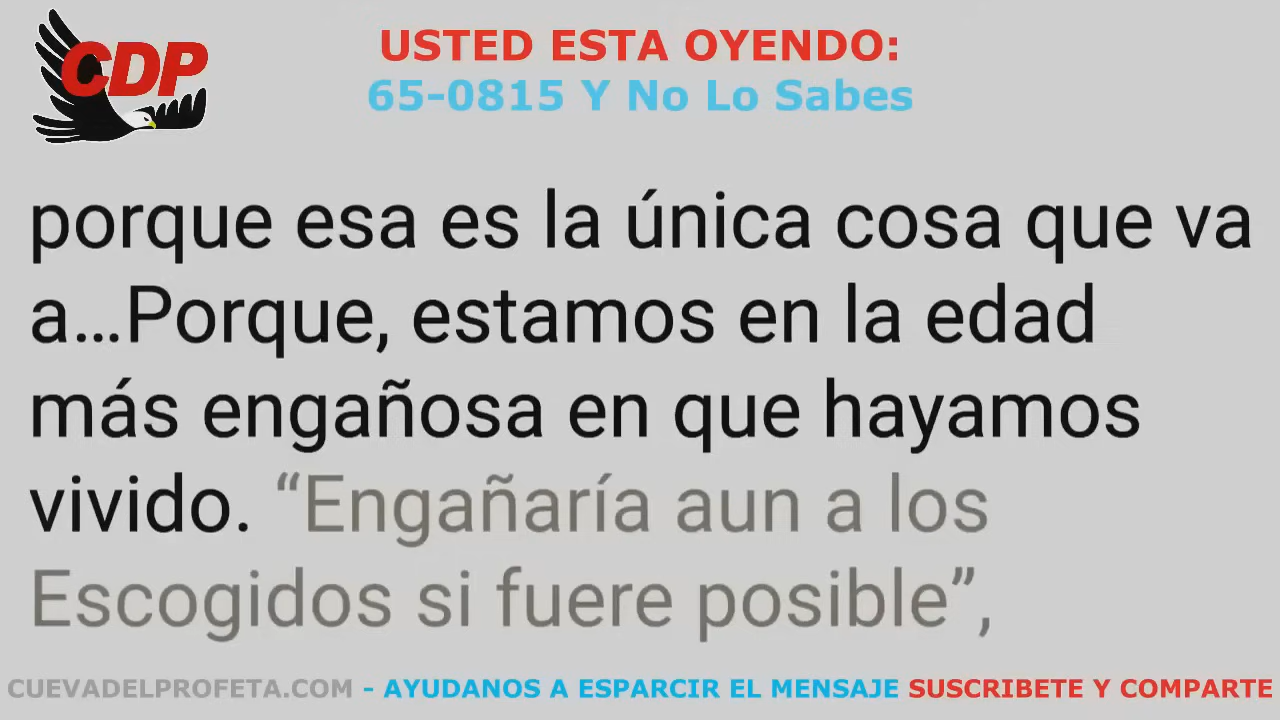 CDP
USTED ESTA OYENDO:
65-0815 Y No Lo Sabes
porque esa es la única cosa que va
a...Porque, estamos en la edad
más engañosa en que hayamos
vivido. “Engañaría aun a los
Escogidos si fuere posible”,
CUEVADELPROFETA.COM - AYUDANOS A ESPARCIR EL MENSAJE SUSCRIBETE Y COMPARTE